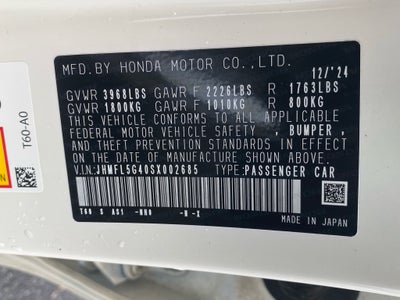 MFD.BY HONDA MOTOR CO.,LTD.
12/'24
GVWR 3968LBS GAWR F 2226LBS R 1763LBS
GVWR 1800KG GAWR F 1010KG R 800KG
THIS VEHICLE CONFORMS TO ALL APPLICABLE
FEDERAL MOTOR VEHICLE SAFETY , BUMPER ,
& THEFT PREVENTION STANDARDS IN EFFECT
ON THE DATE OF MANUFACTURE SHOWN ABOVE.
V.I.N:JHMFL5G40SX002685 TYPE:PASSENGER CAR
MADE IN JAPAN
T60-A0